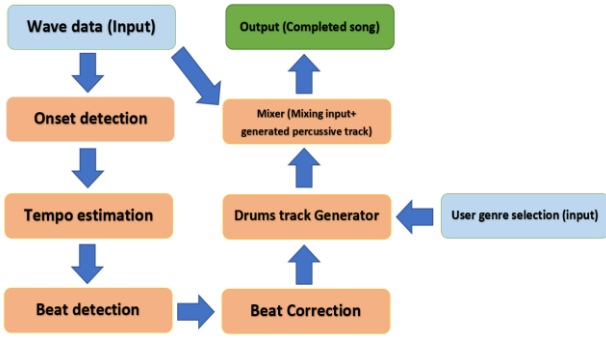 Wave data (Input)
Output (Completed song)
Onset detection
Mixer (Mixing input+
generated percussive track)
Tempo estimation
Drums track Generator
User genre selection (input)
Beat detection
Beat Correction